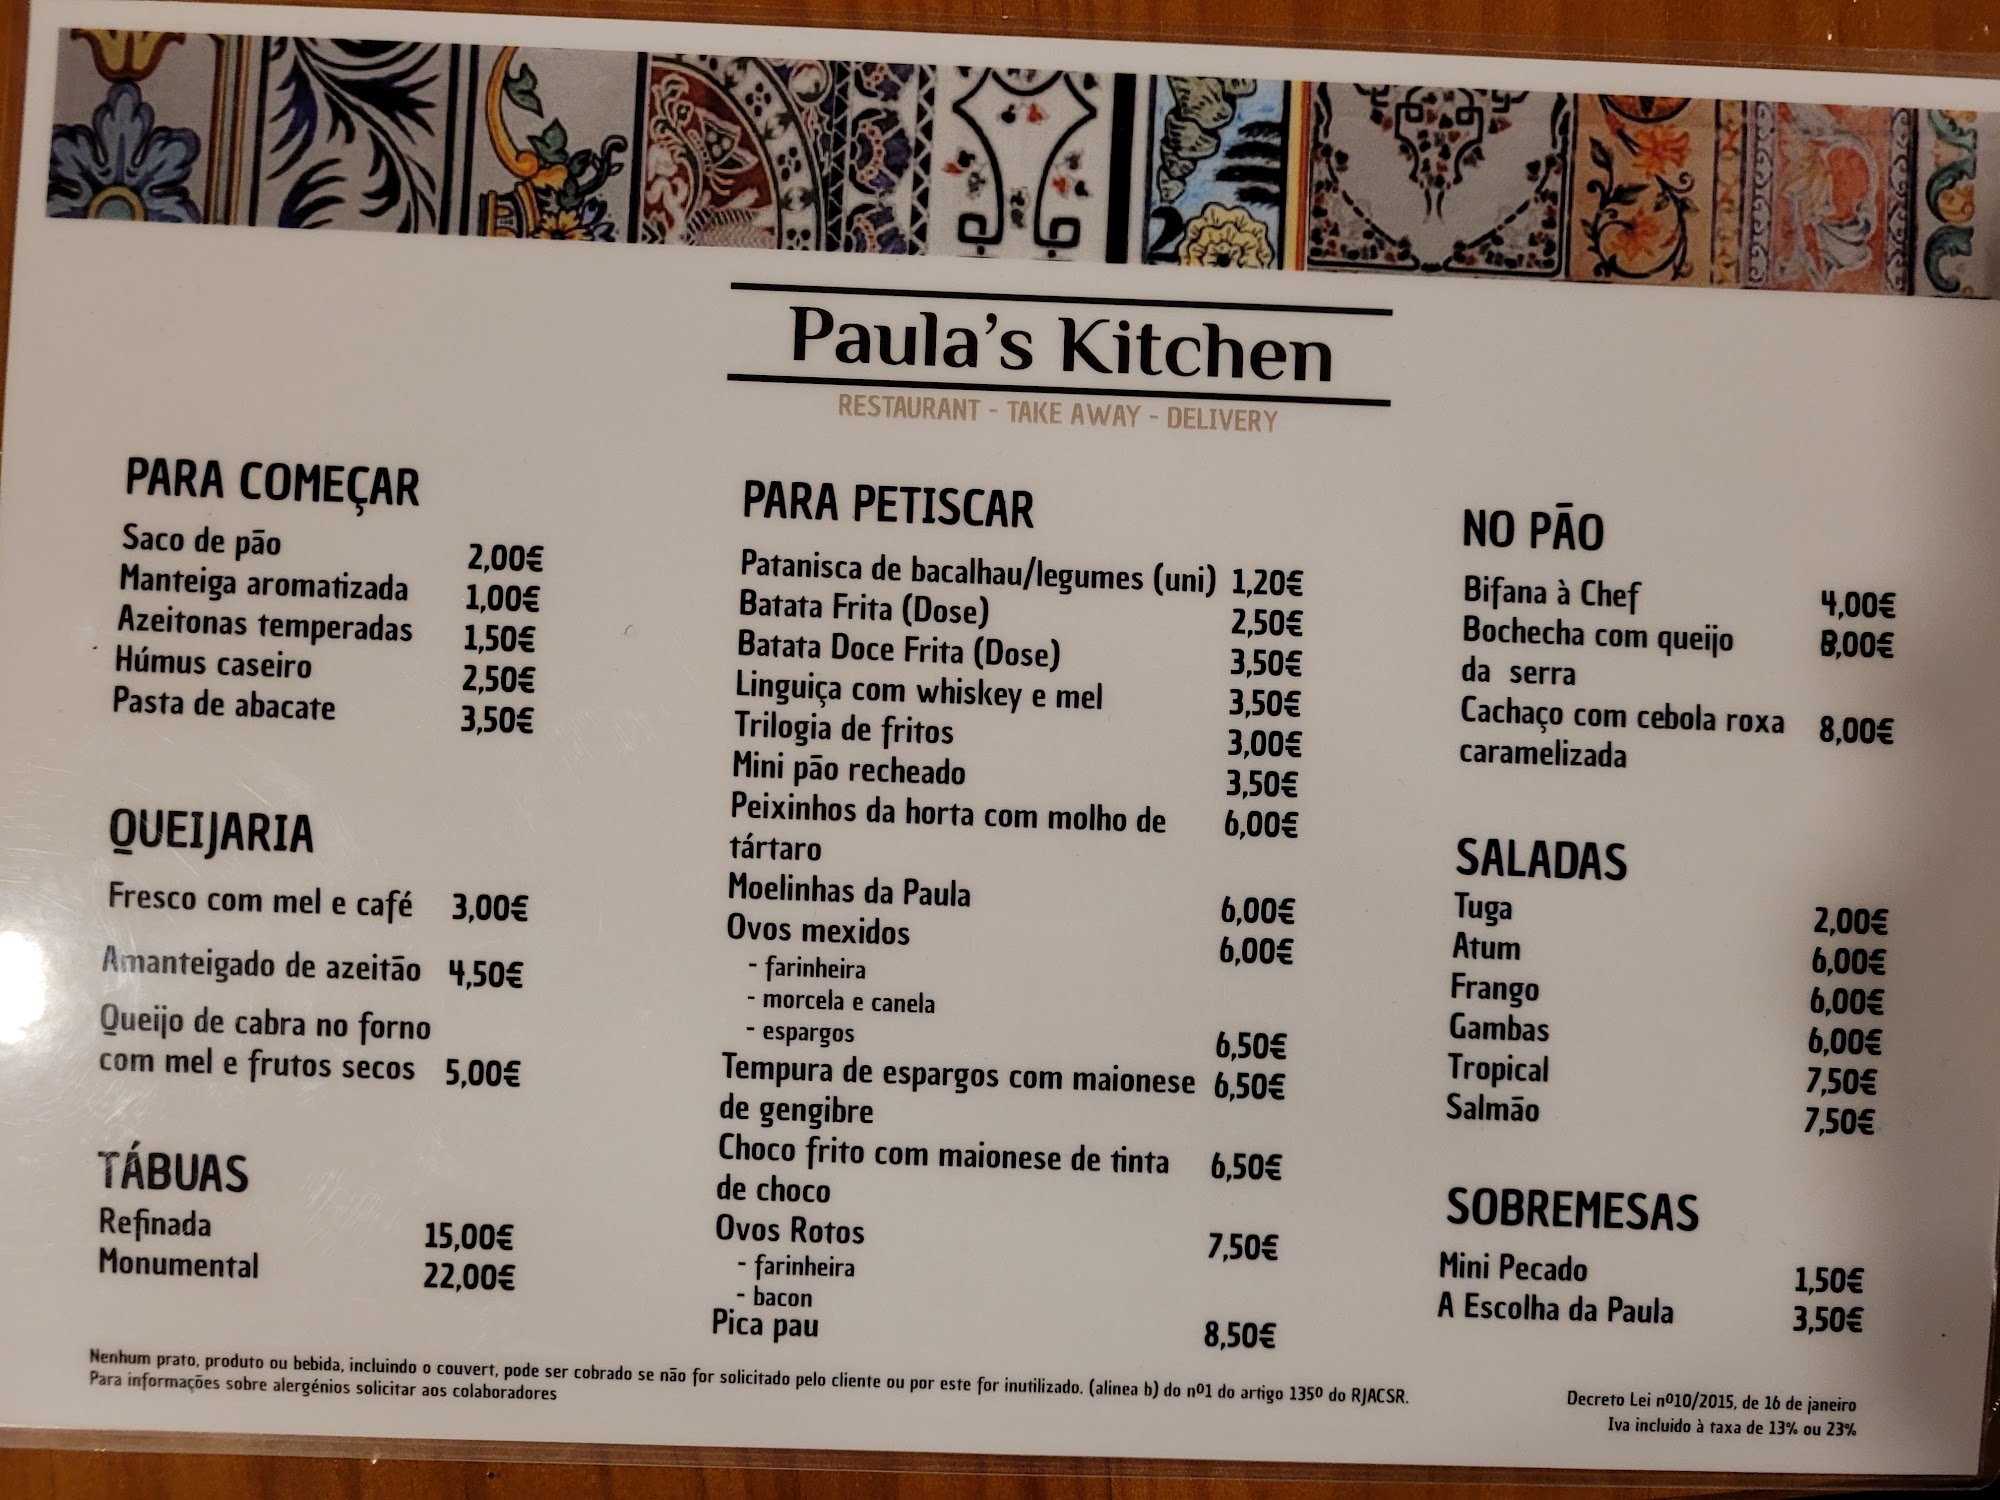 Paula's Kitchen
RESTAURANT - TAKE AWAY - DELIVERY
PARA COMEÇAR
Saco de pão 2,00€
Manteiga aromatizada 1,00€
Azeitonas temperadas 1,50€
Húmus caseiro 2,50€
Pasta de abacate 3,50€
QUEIJARIA
Fresco com mel e café 3,00€
Amanteigado de azeitão 4,50€
Queijo de cabra no forno
com mel e frutos secos 5,00€
TÁBUAS
Refinada 15,00€
Monumental 22,00€
PARA PETISCAR
Patanisca de bacalhau/legumes (uni) 1,20€
Batata Frita (Dose) 2,50€
Batata Doce Frita (Dose) 3,50€
Linguiça com whiskey e mel 3,50€
Trilogia de fritos 3,00€
Mini pão recheado 3,50€
Peixinhos da horta com molho de 6,00€
tártaro
Moelinhas da Paula 6,00€
Ovos mexidos 6,00€
- farinheira
- morcela e canela
- espargos 6,50€
Tempura de espargos com maionese 6,50€
de gengibre
Choco frito com maionese de tinta 6,50€
de choco
Ovos Rotos 7,50€
- farinheira
- bacon
Pica pau 8,50€
NO PÃO
Bifana à Chef 4,00€
Bochecha com queijo 8,00€
da serra
Cachaço com cebola roxa 8,00€
caramelizada
SALADAS
Tuga 2,00€
Atum 6,00€
Frango 6,00€
Gambas 6,00€
Tropical 7,50€
Salmão 7,50€
SOBREMESAS
Mini Pecado 1,50€
A Escolha da Paula 3,50€
Nenhum prato, produto ou bebida, incluindo o couvert, pode ser cobrado se não for solicitado pelo cliente ou por este for inutilizado. (alinea b) do nº1 do artigo 135º do RJACSR.
Para informações sobre alergénios solicitar aos colaboradores
Decreto Lei nº10/2015, de 16 de janeiro
Iva incluido à taxa de 13% ou 23%